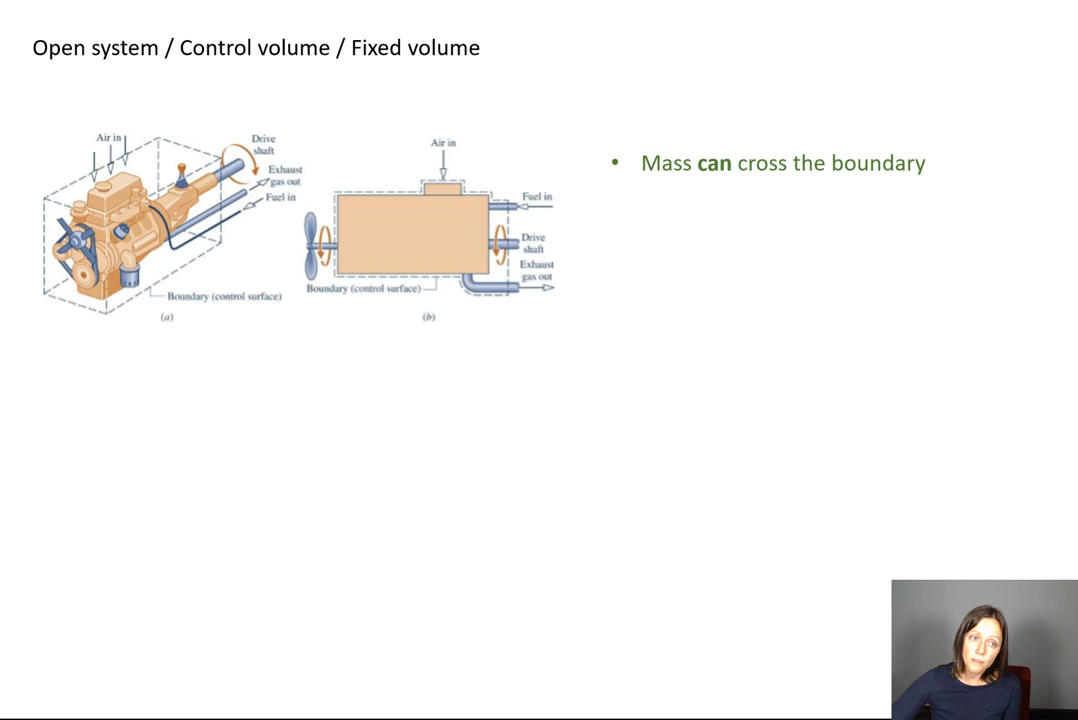 Open system / Control volume / Fixed volume
Air in
Drive
shaft
Exhaust
gas out
Fuel in
Boundary (control surface)
(a)
Air in
Fuel in
Drive
shaft
Exhaust
gas out
Boundary (control surface)
(b)
• Mass can cross the boundary